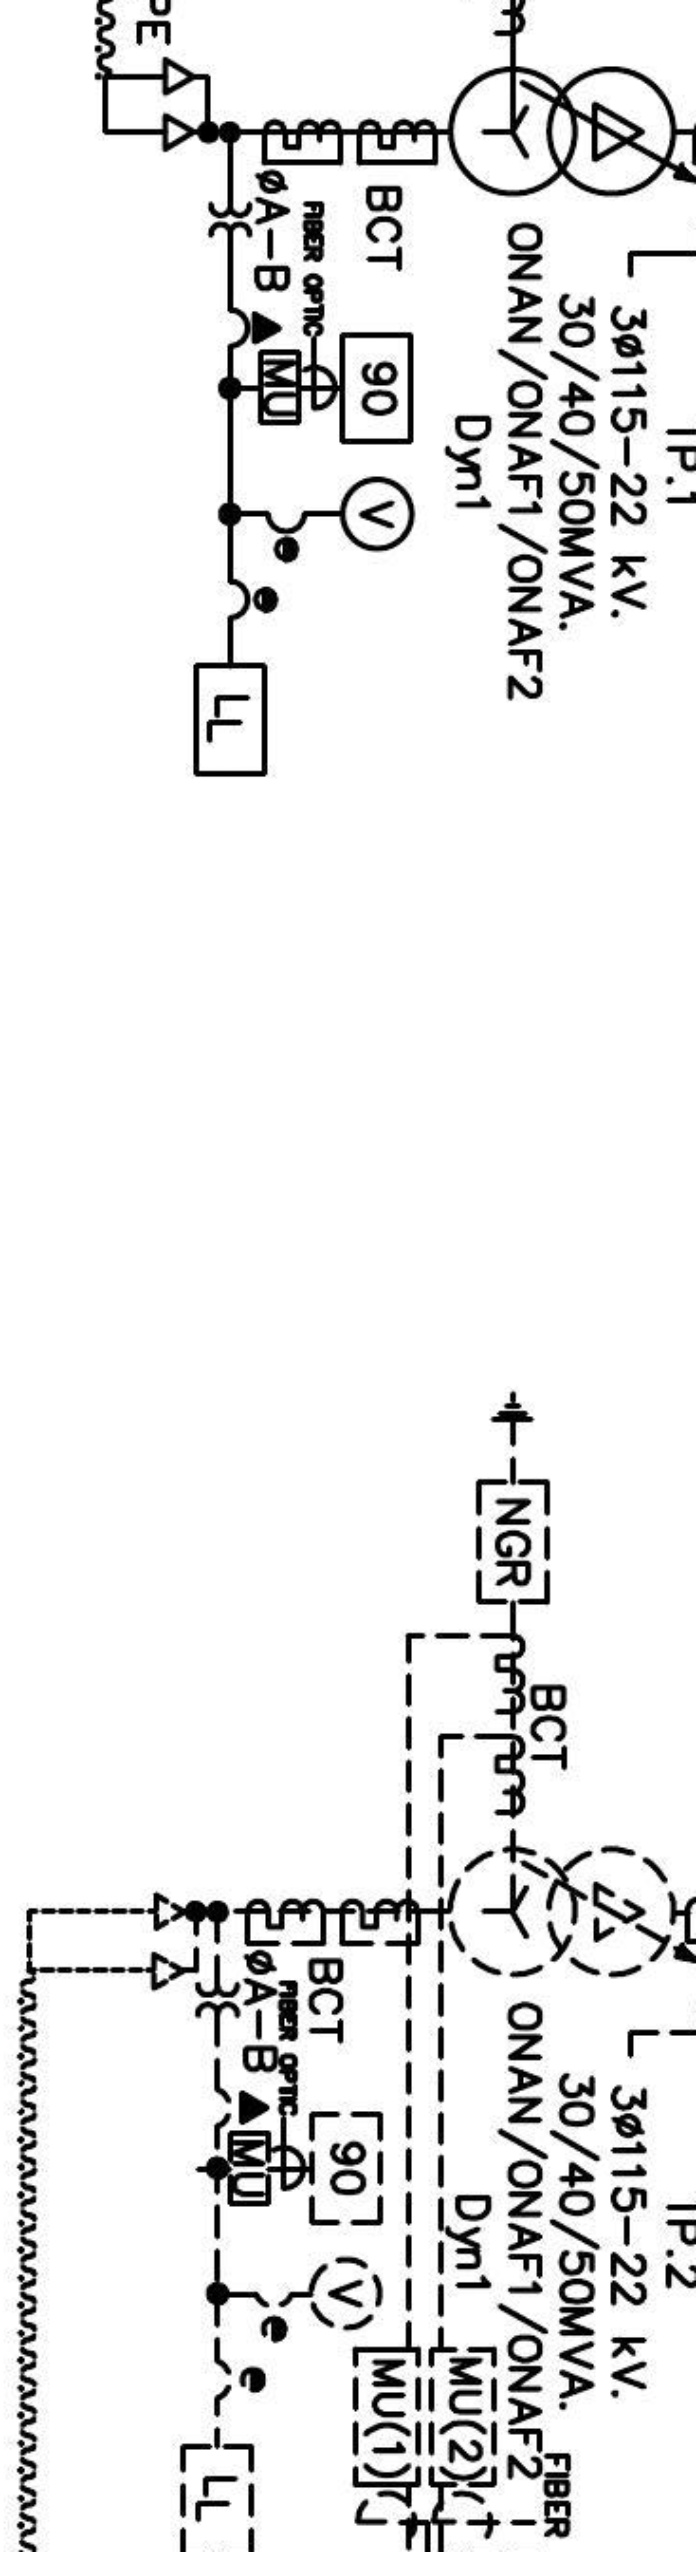 PE
TP.1
3ø115-22 kV.
30/40/50MVA.
ONAN/ONAF1/ONAF2
Dyn1
BCT
FIBER OPTIC
øA-B
MU
90
V
LL
NGR
BCT
TP.2
3ø115-22 kV.
30/40/50MVA.
ONAN/ONAF1/ONAF2
Dyn1
BCT
FIBER OPTIC
øA-B
MU
90
V
e
e
LL
MU(1)
MU(2)
FIBER